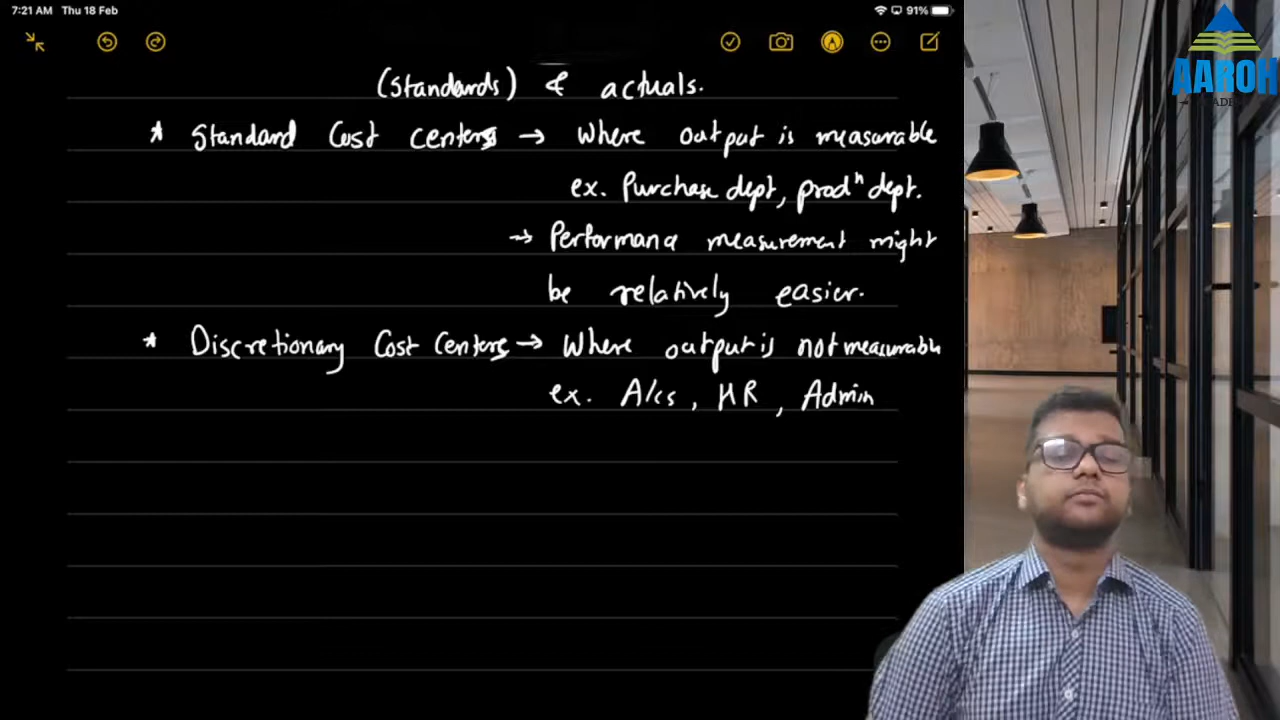 7:21 AM Thu 18 Feb
91%
AAROH
(Standards) & actuals.
* Standard Cost centers → Where output is measurable
ex. Purchase dept, prodⁿ dept.
→ Performance measurement might
be relatively easier.
* Discretionary Cost Centers → Where output is not measurable
ex. A/cs, HR, Admin